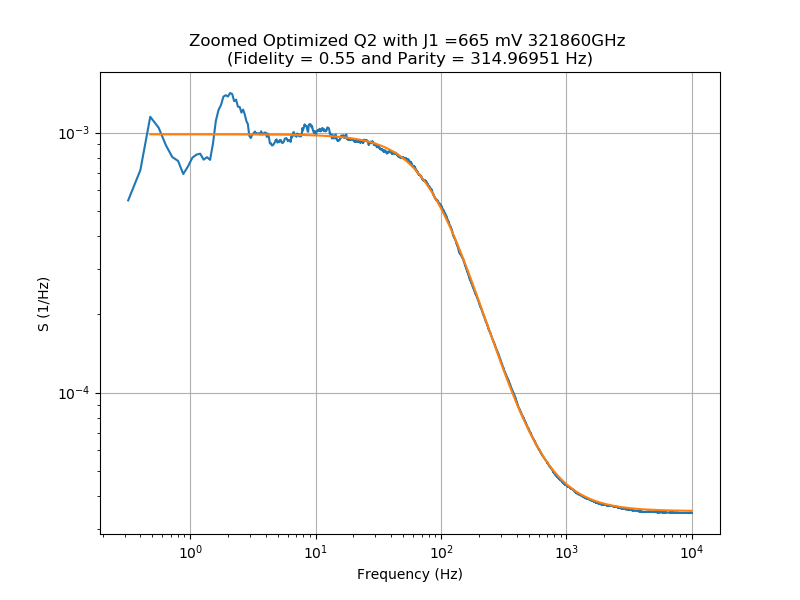 Zoomed Optimized Q2 with J1 =665 mV 321860GHz
(Fidelity = 0.55 and Parity = 314.96951 Hz)
S (1/Hz)
10⁻³
10⁻⁴
10⁰ 10¹ 10² 10³ 10⁴
Frequency (Hz)